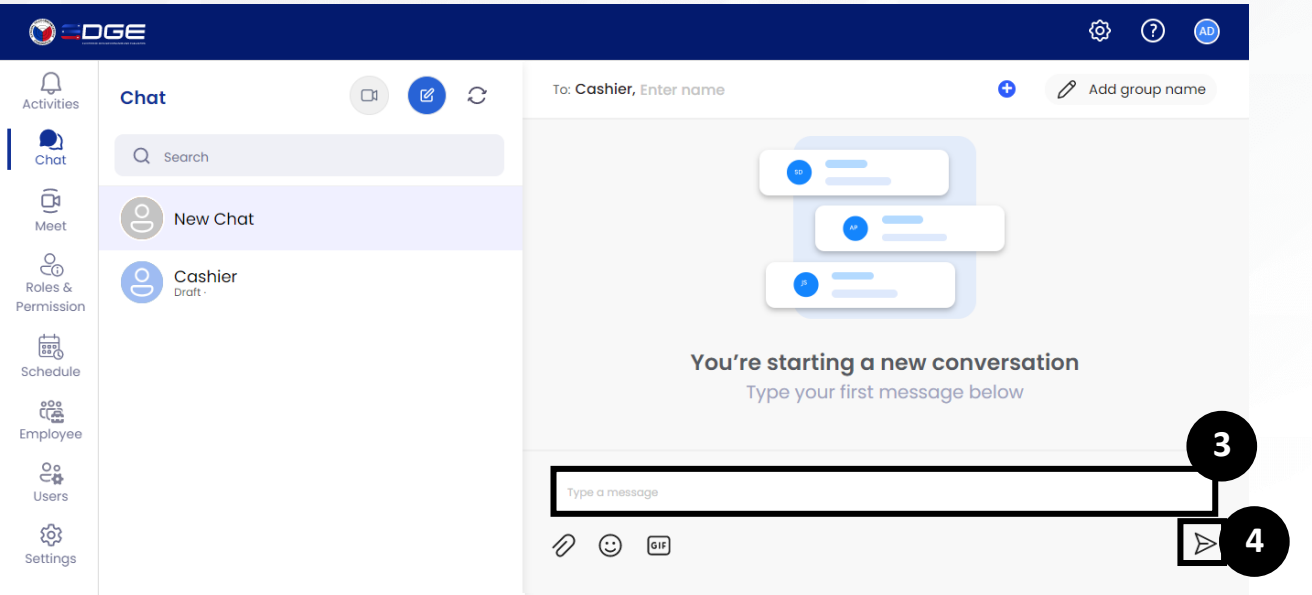 EDGE
AD
Activities
Chat
Meet
Roles &
Permission
Schedule
Employee
Users
Settings
Chat
Search
New Chat
Cashier
Draft ·
To: Cashier, Enter name
Add group name
SD
AP
JS
You're starting a new conversation
Type your first message below
3
Type a message
GIF
4